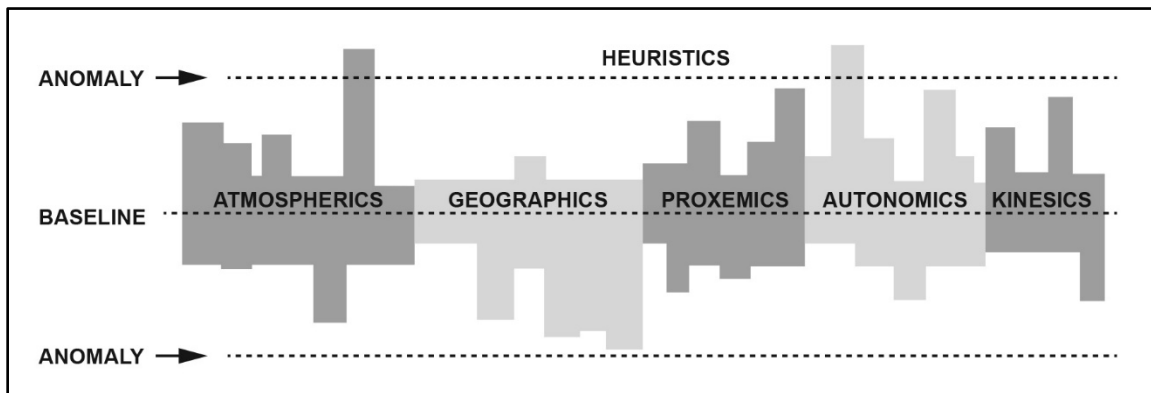 HEURISTICS
ANOMALY
ATMOSPHERICS GEOGRAPHICS PROXEMICS AUTONOMICS KINESICS
BASELINE
ANOMALY